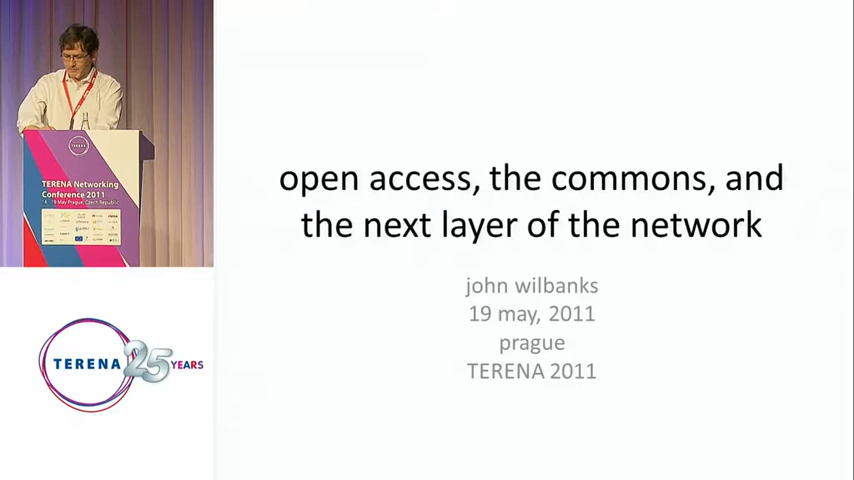 TERENA
TERENA Networking
Conference 2011
TERENA 25 YEARS
open access, the commons, and
the next layer of the network
john wilbanks
19 may, 2011
prague
TERENA 2011